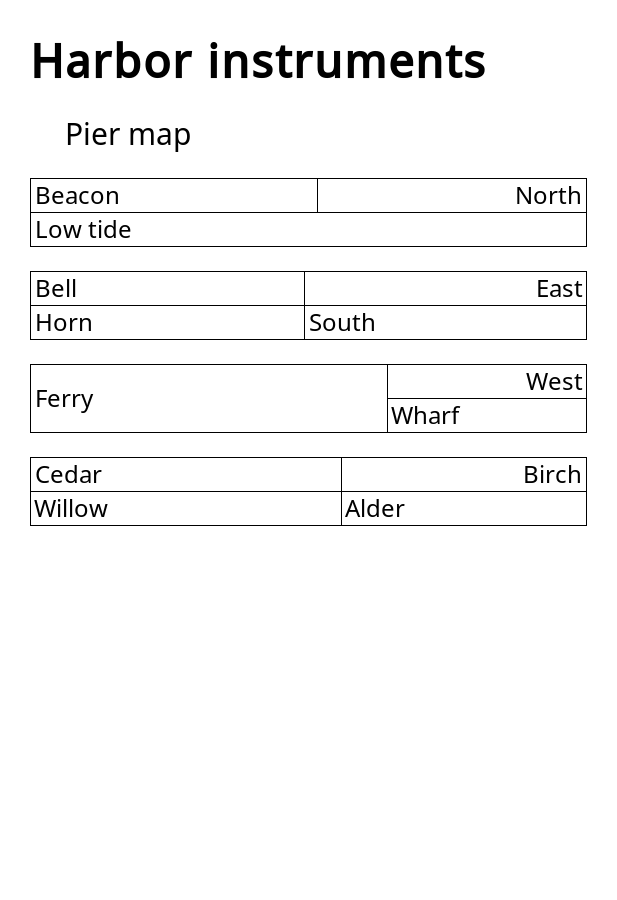 Harbor instruments
Pier map
Beacon North
Low tide
Bell East
Horn South
Ferry West
Wharf
Cedar Birch
Willow Alder